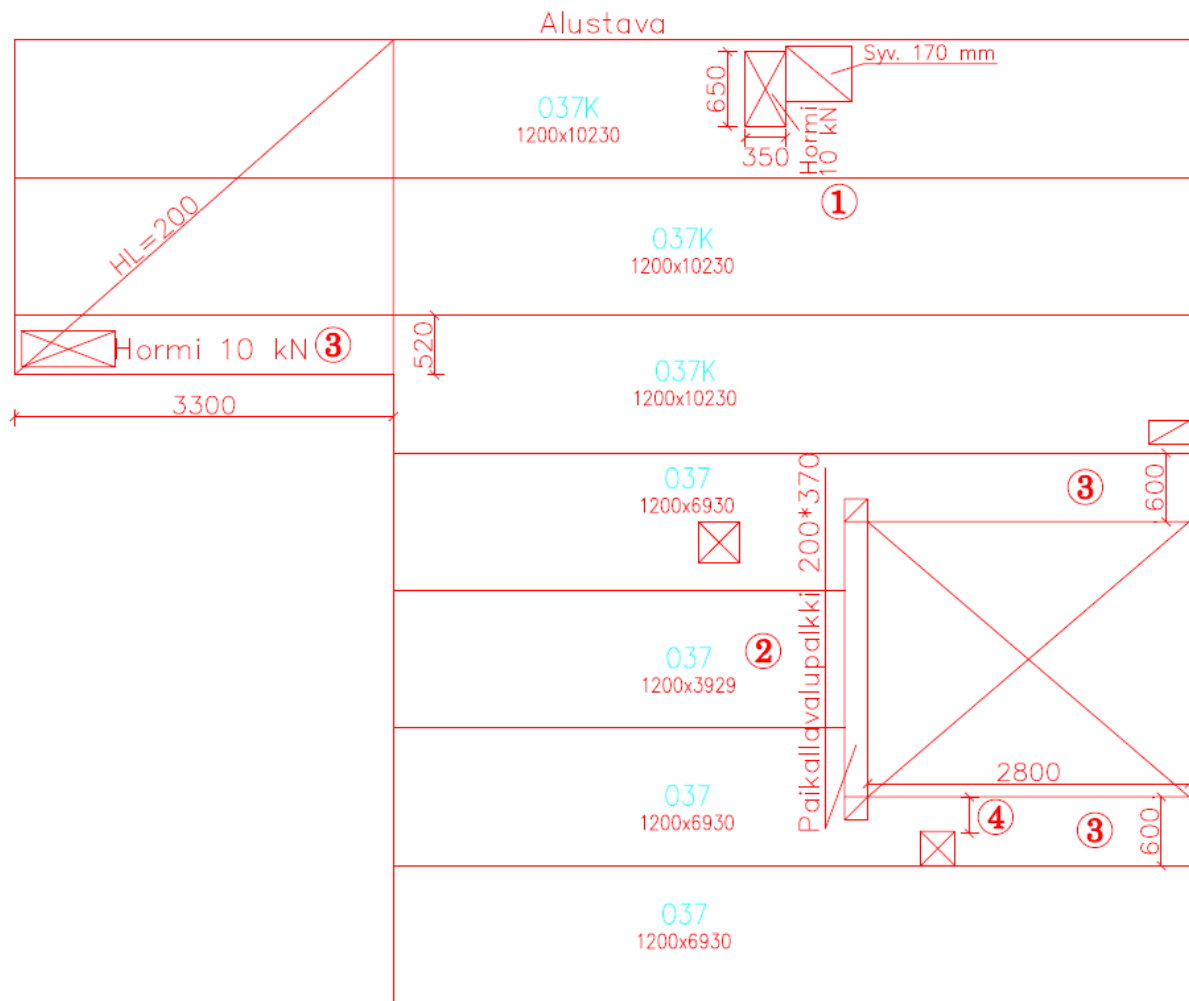 Alustava
Syv. 170 mm
650
037K
1200x10230
Hormi
10 kN
350
①
HL=200
037K
1200x10230
Hormi 10 kN
③
520
037K
1200x10230
3300
037
1200x6930
Paikallavalupalkki 200*370
③
600
037
1200x3929
②
2800
037
1200x6930
④
③
600
037
1200x6930